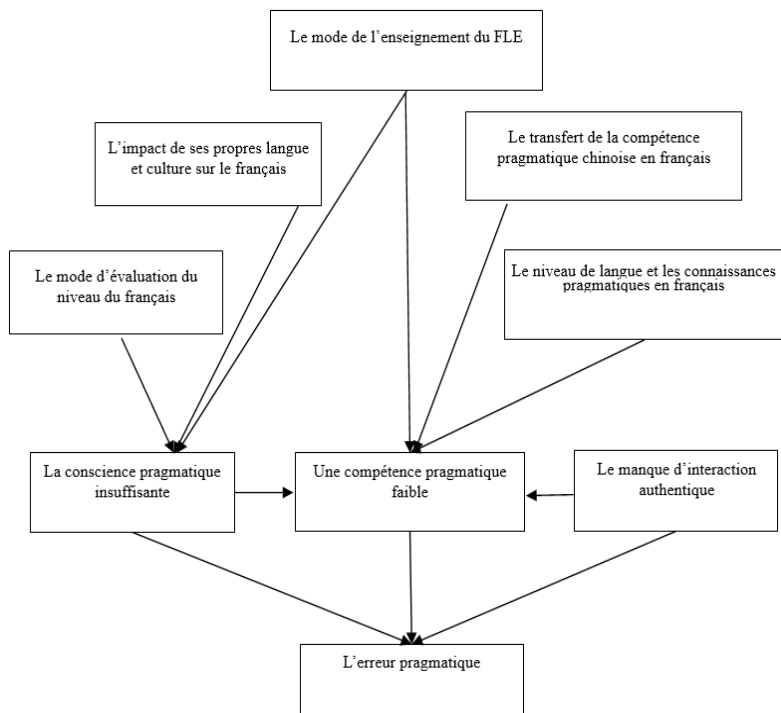 Le mode de l’enseignement du FLE
L’impact de ses propres langue
et culture sur le français
Le transfert de la compétence
pragmatique chinoise en français
Le mode d’évaluation du
niveau du français
Le niveau de langue et les connaissances
pragmatiques en français
La conscience pragmatique
insuffisante
Une compétence pragmatique
faible
Le manque d’interaction
authentique
L’erreur pragmatique